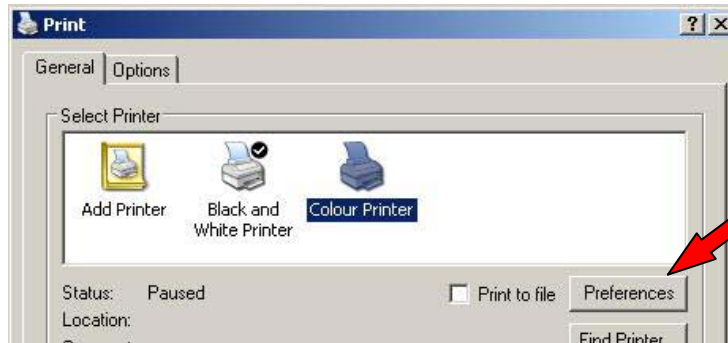 Print
General Options
Select Printer
Add Printer Black and White Printer Colour Printer
Status: Paused Print to file Preferences
Location:
Find Printer...